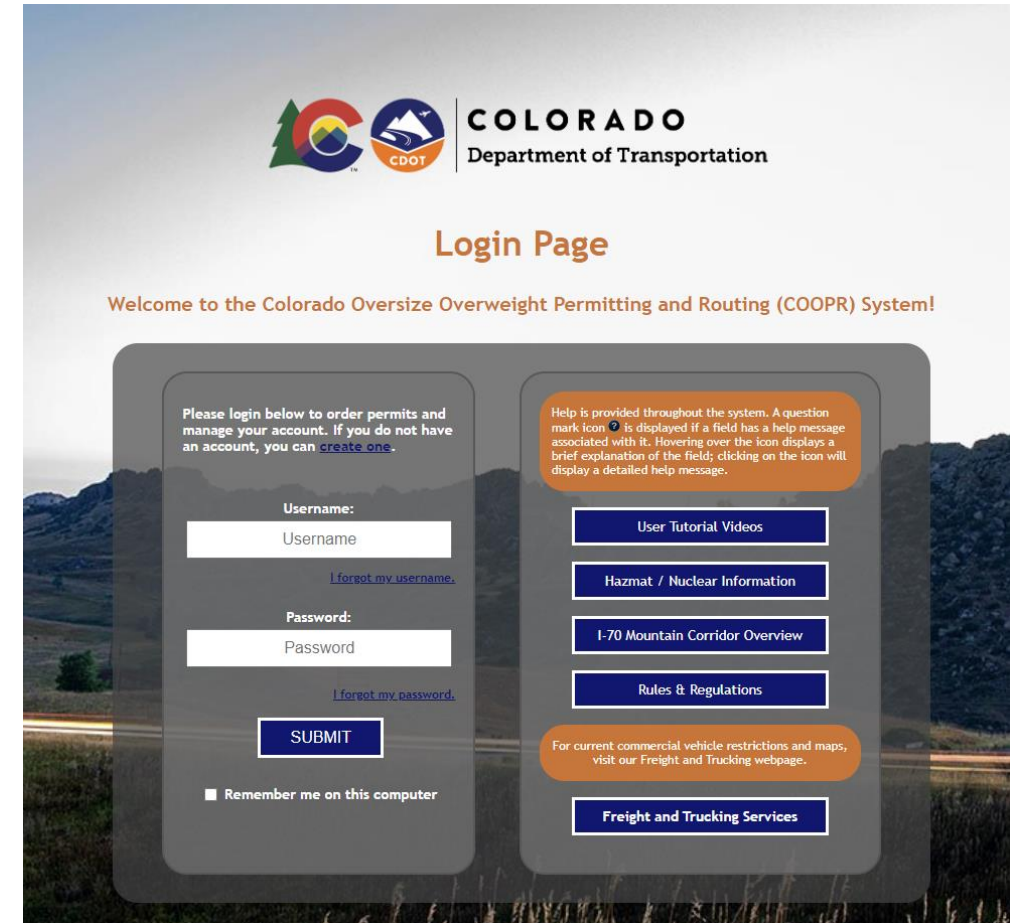 CDOT
COLORADO
Department of Transportation
Login Page
Welcome to the Colorado Oversize Overweight Permitting and Routing (COOPR) System!
Please login below to order permits and
manage your account. If you do not have
an account, you can create one.
Username:
Username
I forgot my username.
Password:
Password
I forgot my password.
SUBMIT
Remember me on this computer
Help is provided throughout the system. A question
mark icon ? is displayed if a field has a help message
associated with it. Hovering over the icon displays a
brief explanation of the field; clicking on the icon will
display a detailed help message.
User Tutorial Videos
Hazmat / Nuclear Information
I-70 Mountain Corridor Overview
Rules & Regulations
For current commercial vehicle restrictions and maps,
visit our Freight and Trucking webpage.
Freight and Trucking Services